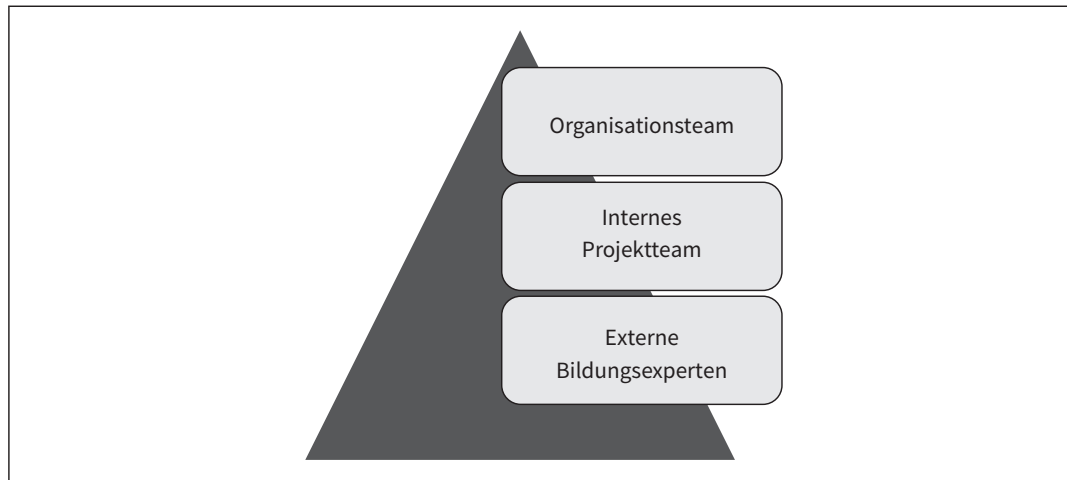 Organisationsteam
Internes
Projektteam
Externe
Bildungsexperten